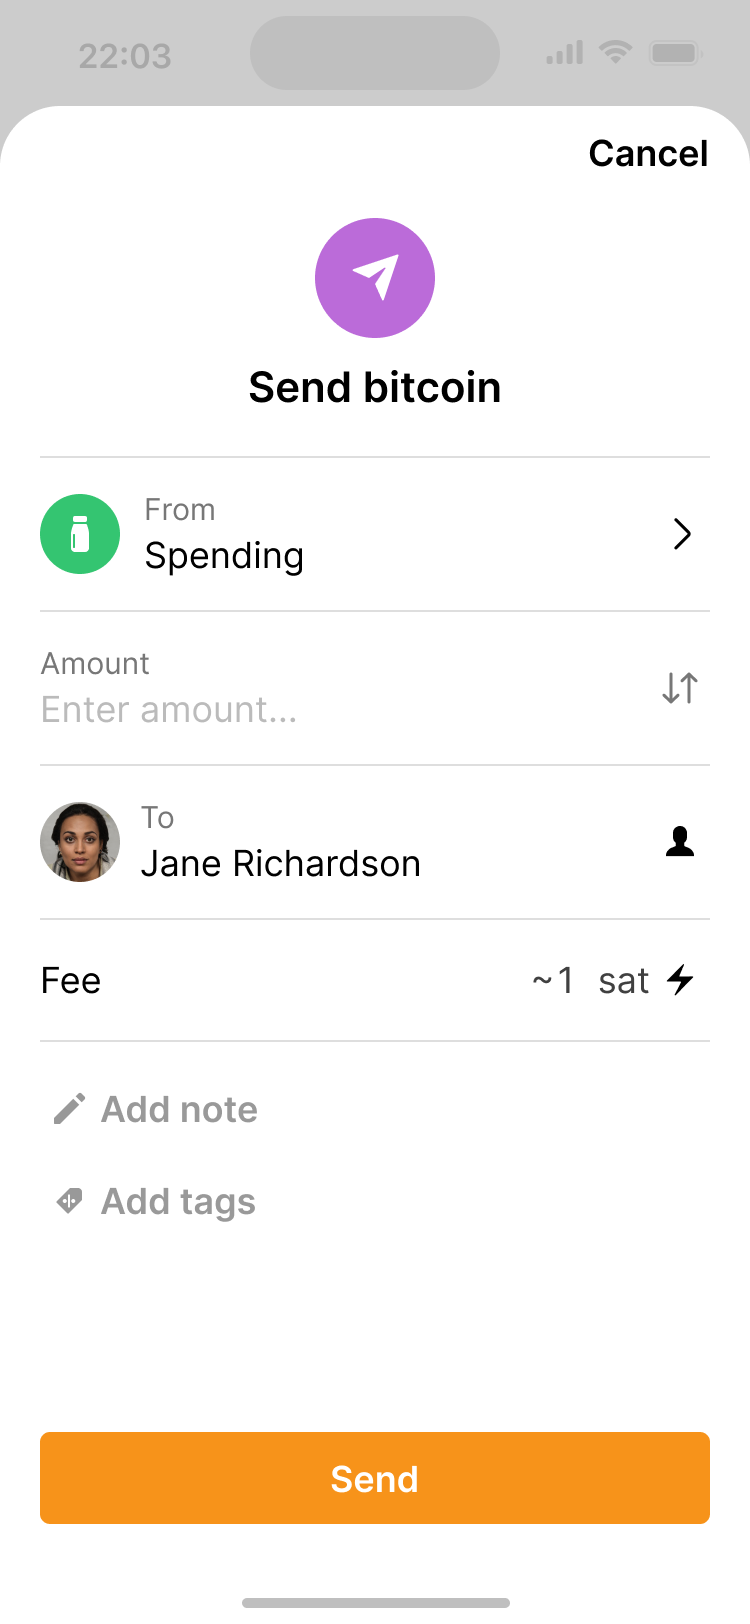 22:03
Cancel
Send bitcoin
From
Spending
Amount
Enter amount...
To
Jane Richardson
Fee
~1 sat
Add note
Add tags
Send